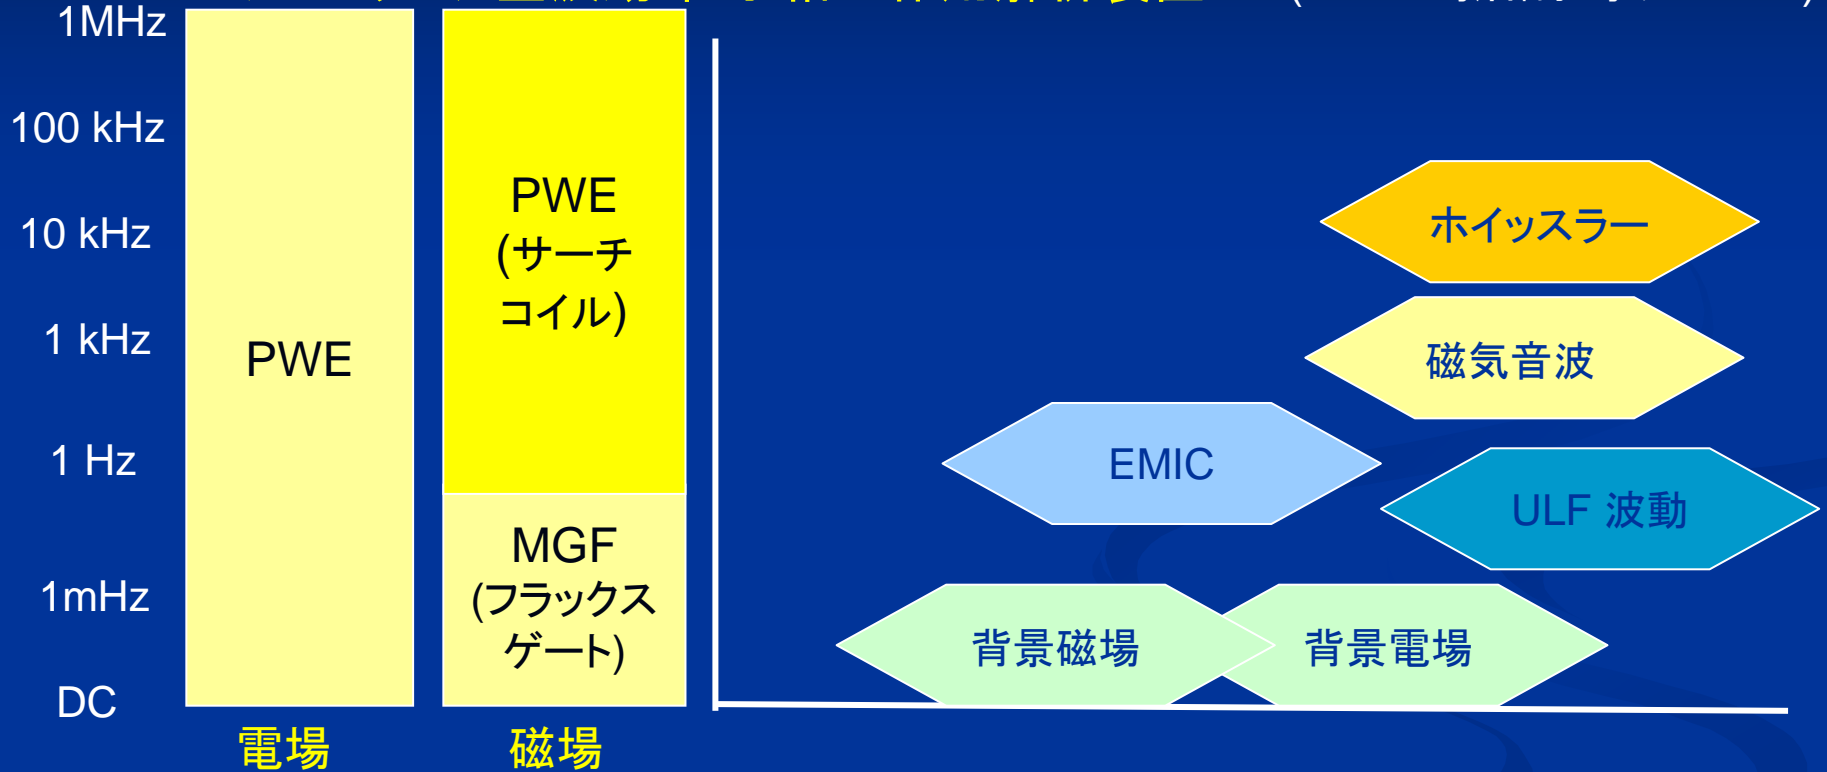 1MHz
100 kHz
10 kHz
1 kHz
1 Hz
1mHz
DC
PWE
電場
PWE
(サーチ
コイル)
MGF
(フラックス
ゲート)
磁場
ホイッスラー
磁気音波
EMIC
ULF 波動
背景磁場
背景電場